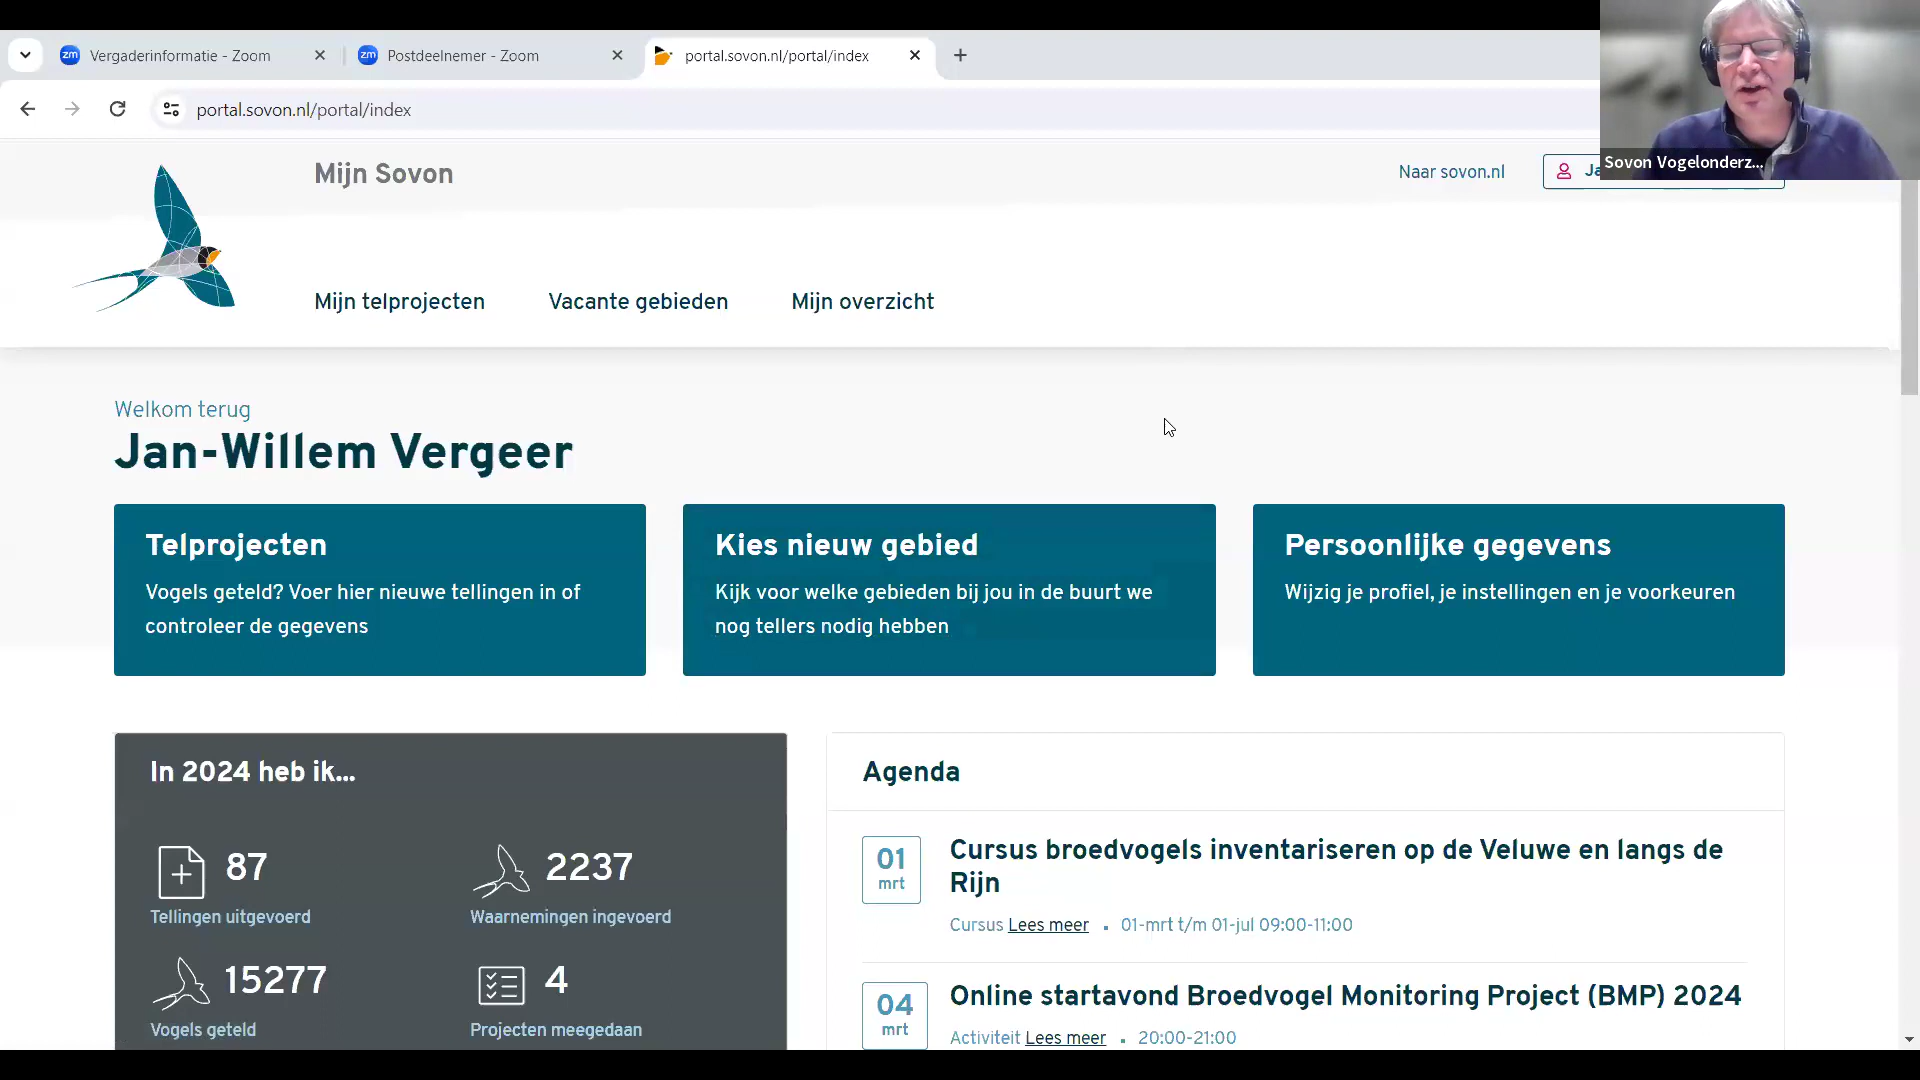 Vergaderinformatie - Zoom
Postdeelnemer - Zoom
portal.sovon.nl/portal/index
portal.sovon.nl/portal/index
Sovon Vogelonderz...
Mijn Sovon
Naar sovon.nl
Ja
Mijn telprojecten
Vacante gebieden
Mijn overzicht
Welkom terug
Jan-Willem Vergeer
Telprojecten
Vogels geteld? Voer hier nieuwe tellingen in of
controleer de gegevens
Kies nieuw gebied
Kijk voor welke gebieden bij jou in de buurt we
nog tellers nodig hebben
Persoonlijke gegevens
Wijzig je profiel, je instellingen en je voorkeuren
In 2024 heb ik...
87
Tellingen uitgevoerd
2237
Waarnemingen ingevoerd
15277
Vogels geteld
4
Projecten meegedaan
Agenda
01
mrt
Cursus broedvogels inventariseren op de Veluwe en langs de
Rijn
Cursus Lees meer . 01-mrt t/m 01-jul 09:00-11:00
04
mrt
Online startavond Broedvogel Monitoring Project (BMP) 2024
Activiteit Lees meer . 20:00-21:00